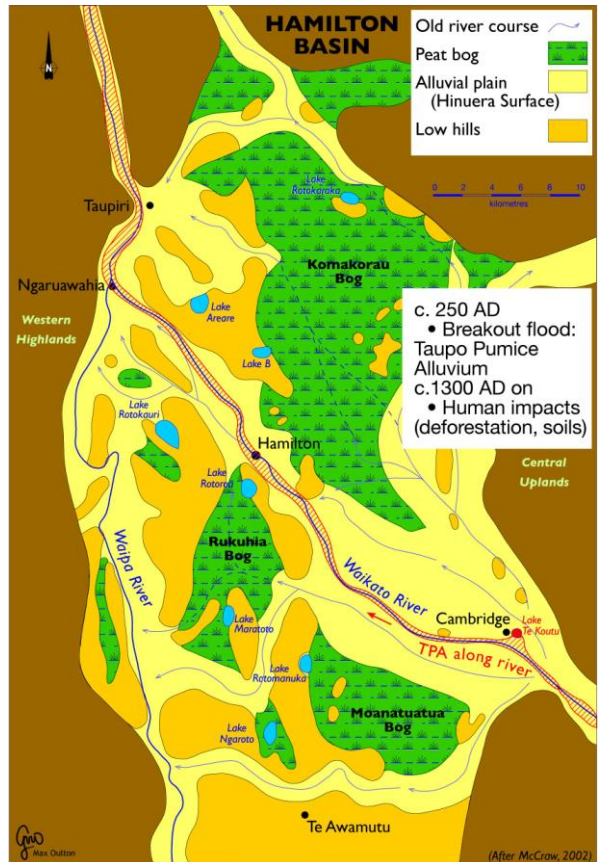 HAMILTON
BASIN
N
Old river course
Peat bog
Alluvial plain
(Hinuera Surface)
Low hills
0 2 4 6 8 10
kilometres
Lake
Rotokaraka
Taupiri
Komakorau
Bog
Ngaruawahia
Western
Highlands
Lake
Areare
c. 250 AD
• Breakout flood:
Taupo Pumice
Alluvium
c.1300 AD on
• Human impacts
(deforestation, soils)
Lake B
Lake
Rotokauri
Hamilton
Central
Uplands
Lake
Rotoroa
Rukuhia
Bog
Waipa River
Waikato River
Cambridge
Lake
Te Koutu
Lake
Maratoto
TPA along river
Lake
Rotomanuka
Moanatuatua
Bog
Lake
Ngaroto
Te Awamutu
Max Oulton
(After McCraw, 2002)